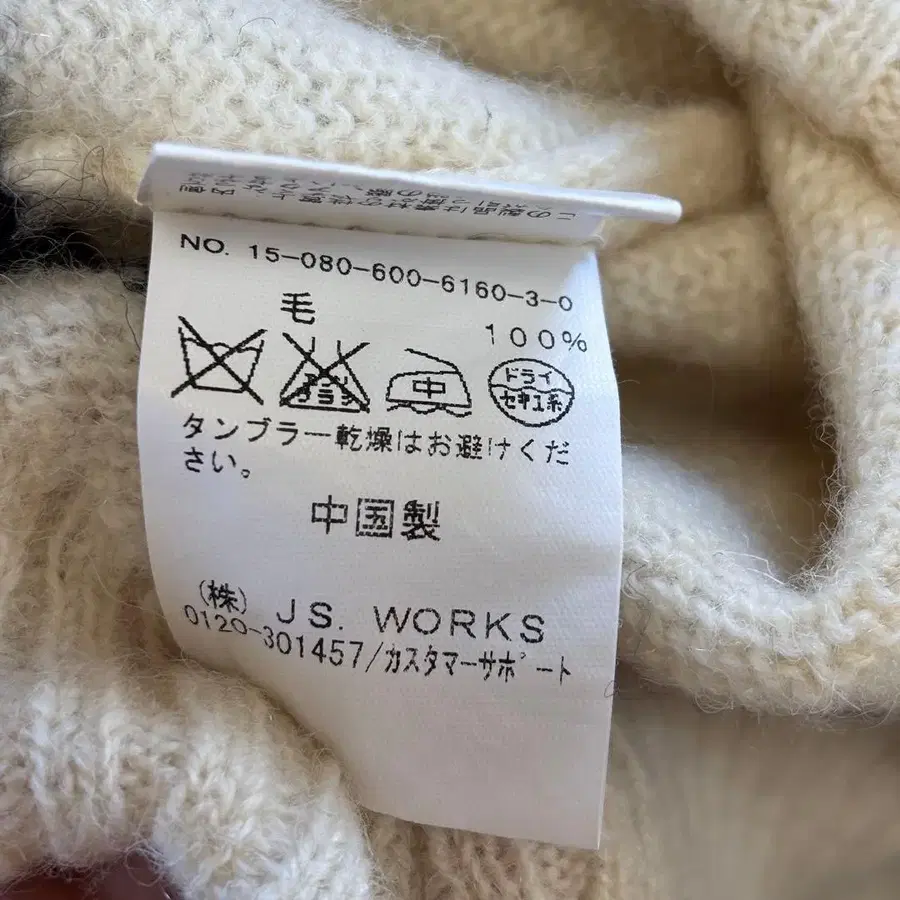 NO. 15-080-600-6160-3-0
毛
100%
中
ドライ
セキユ系
タンブラー乾燥はお避けくだ
さい。
中国製
(株) J.S. WORKS
0120-301457/カスタマーサポート